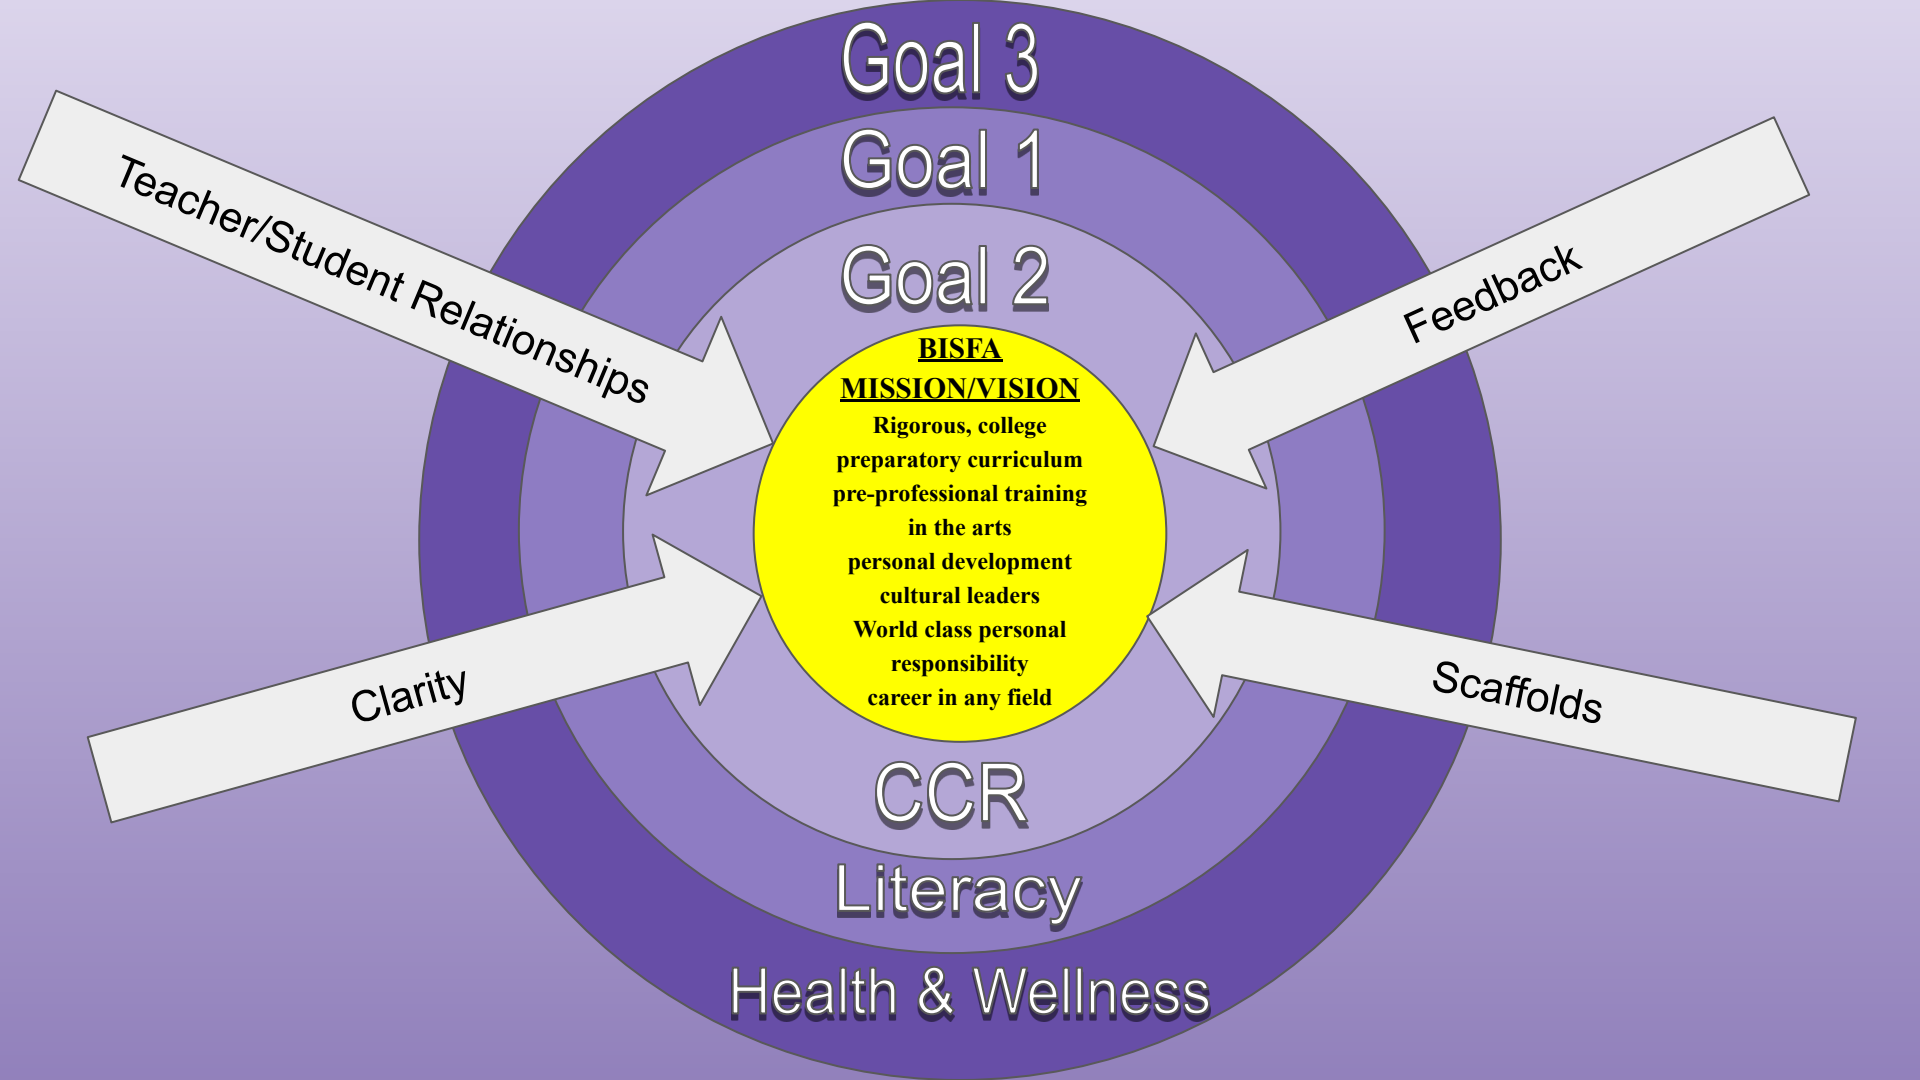 Goal 3
Goal 1
Goal 2
Teacher/Student Relationships
Feedback
BISFA
MISSION/VISION
Rigorous, college
preparatory curriculum
pre-professional training
in the arts
personal development
cultural leaders
World class personal
responsibility
career in any field
Clarity
Scaffolds
CCR
Literacy
Health & Wellness